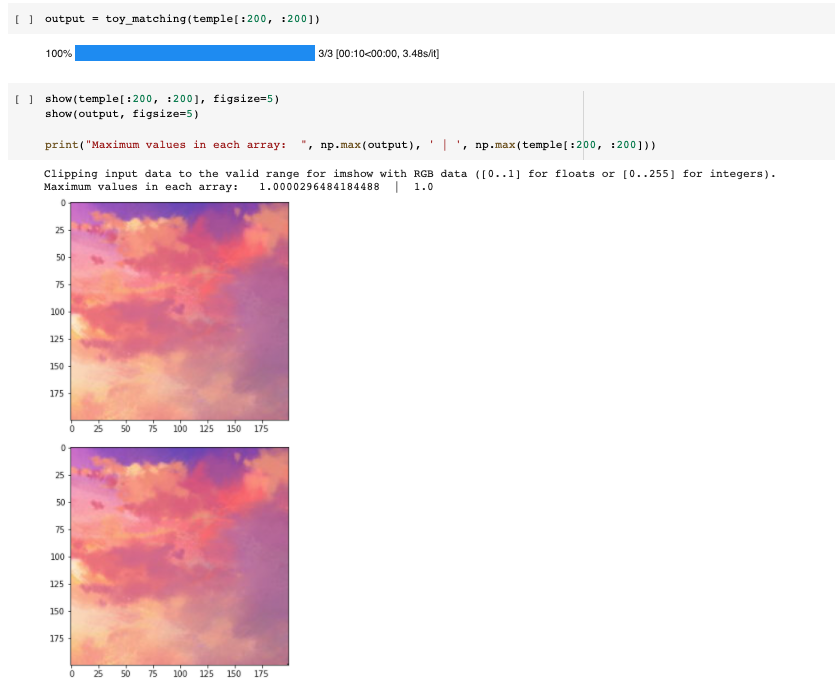 [ ] output = toy_matching(temple[:200, :200])
100% 3/3 [00:10<00:00, 3.48s/it]
[ ] show(temple[:200, :200], figsize=5)
show(output, figsize=5)
print("Maximum values in each array:  ", np.max(output), ' | ', np.max(temple[:200, :200]))
Clipping input data to the valid range for imshow with RGB data ([0..1] for floats or [0..255] for integers).
Maximum values in each array:   1.0000296484184488  |  1.0
0
25
50
75
100
125
150
175
0 25 50 75 100 125 150 175
0
25
50
75
100
125
150
175
0 25 50 75 100 125 150 175